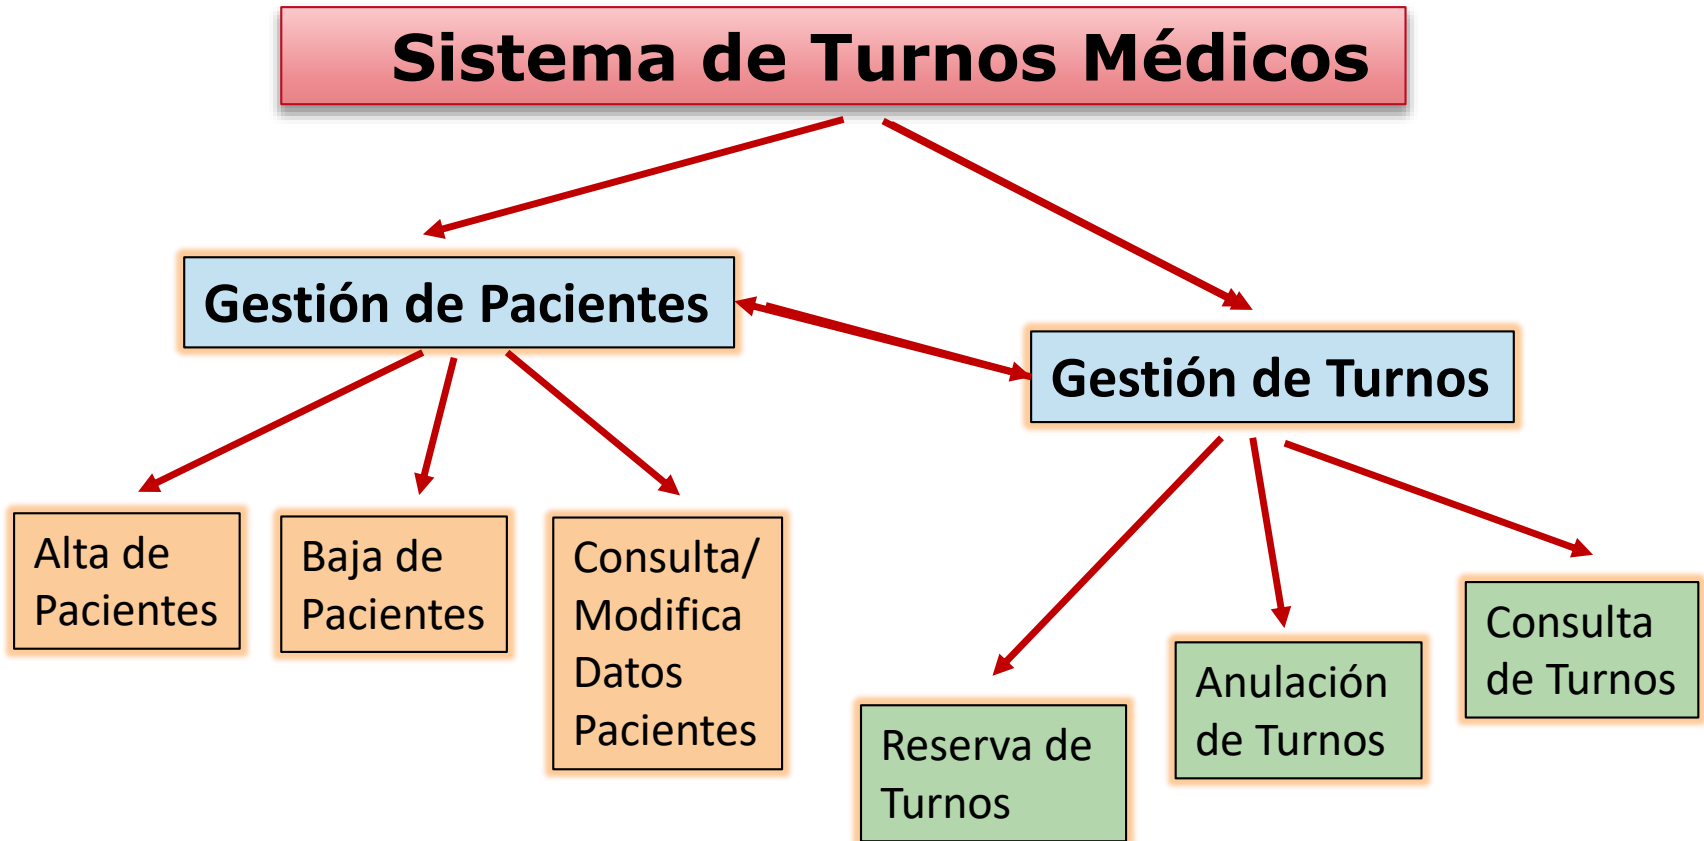 Sistema de Turnos Médicos
Gestión de Pacientes
Gestión de Turnos
Alta de
Pacientes
Baja de
Pacientes
Consulta/
Modifica
Datos
Pacientes
Reserva de
Turnos
Anulación
de Turnos
Consulta
de Turnos